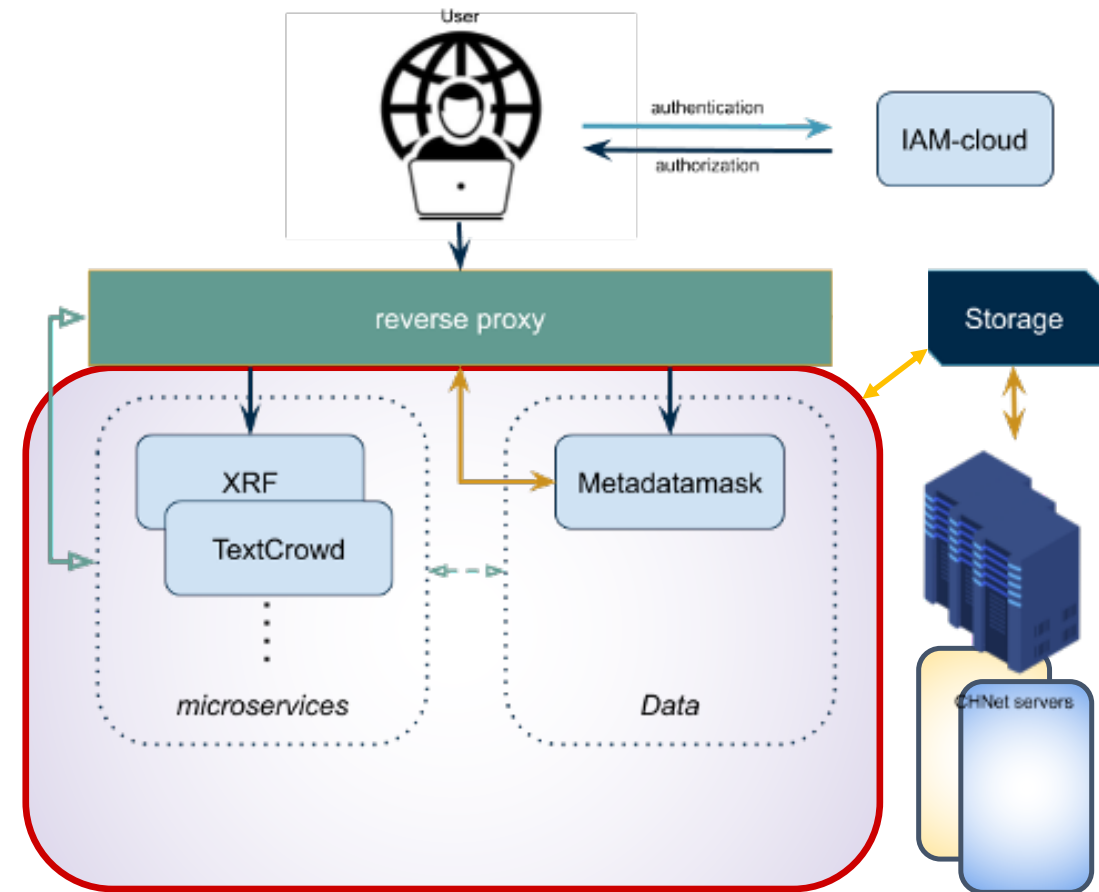 User
authentication
IAM-cloud
authorization
reverse proxy
Storage
XRF
Metadatamask
TextCrowd
microservices
Data
CHNet servers